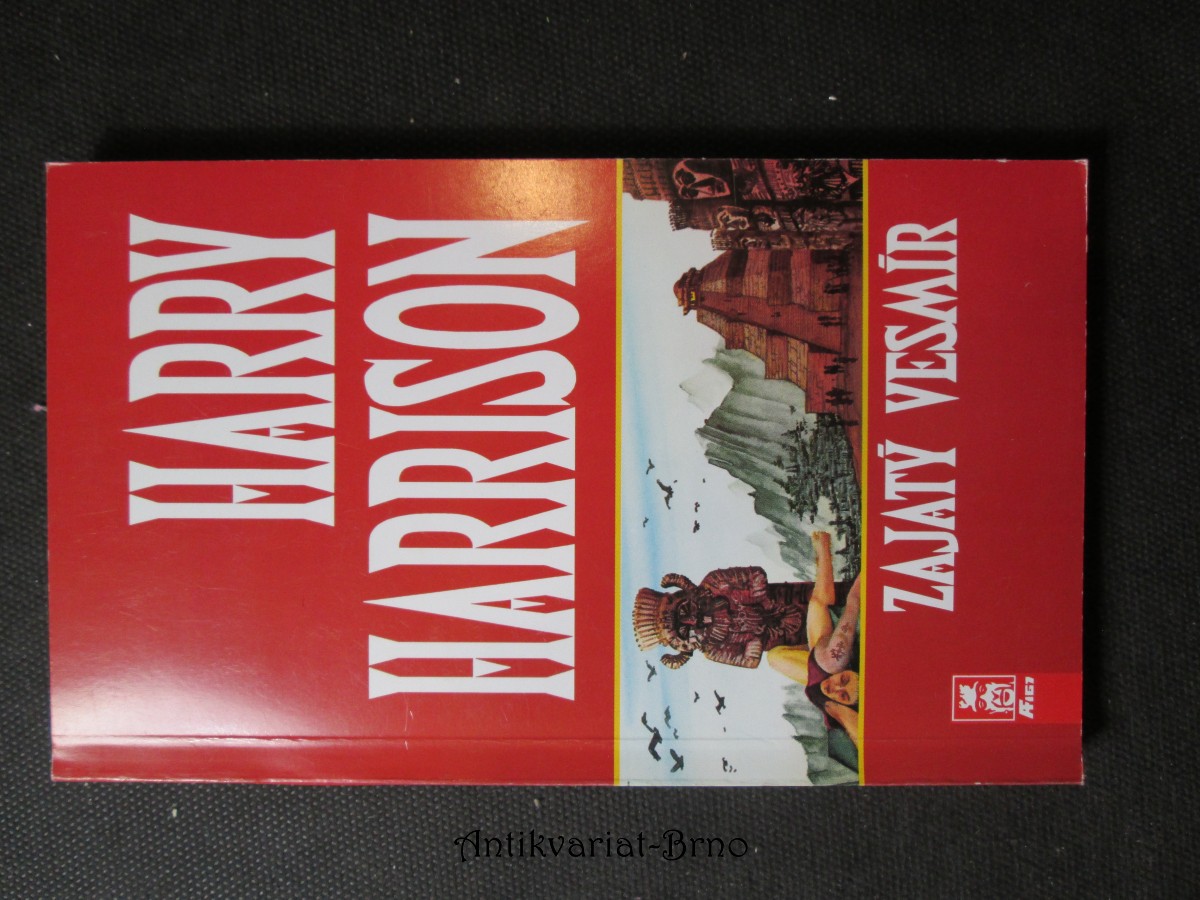 HARRY
HARRISON
ZAJATÝ VESMÍR
Antikvariat-Brno